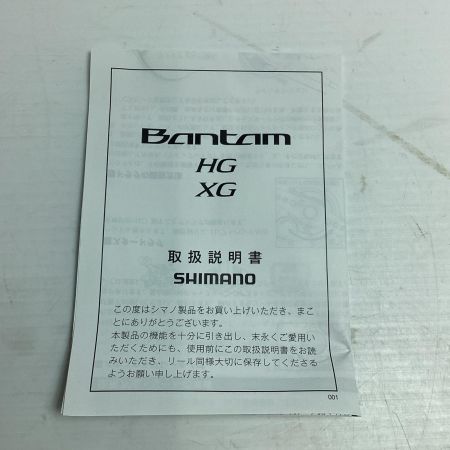 Bantam
HG
XG
取扱説明書
SHIMANO
この度はシマノ製品をお買い上げいただき、まこ
とにありがとうございます。
本製品の機能を十分に引き出し、末永くご愛用い
ただくためにも、使用前にこの取扱説明書をお読
みいただき、リール同様大切に保存してくださる
ようお願い申し上げます。
001